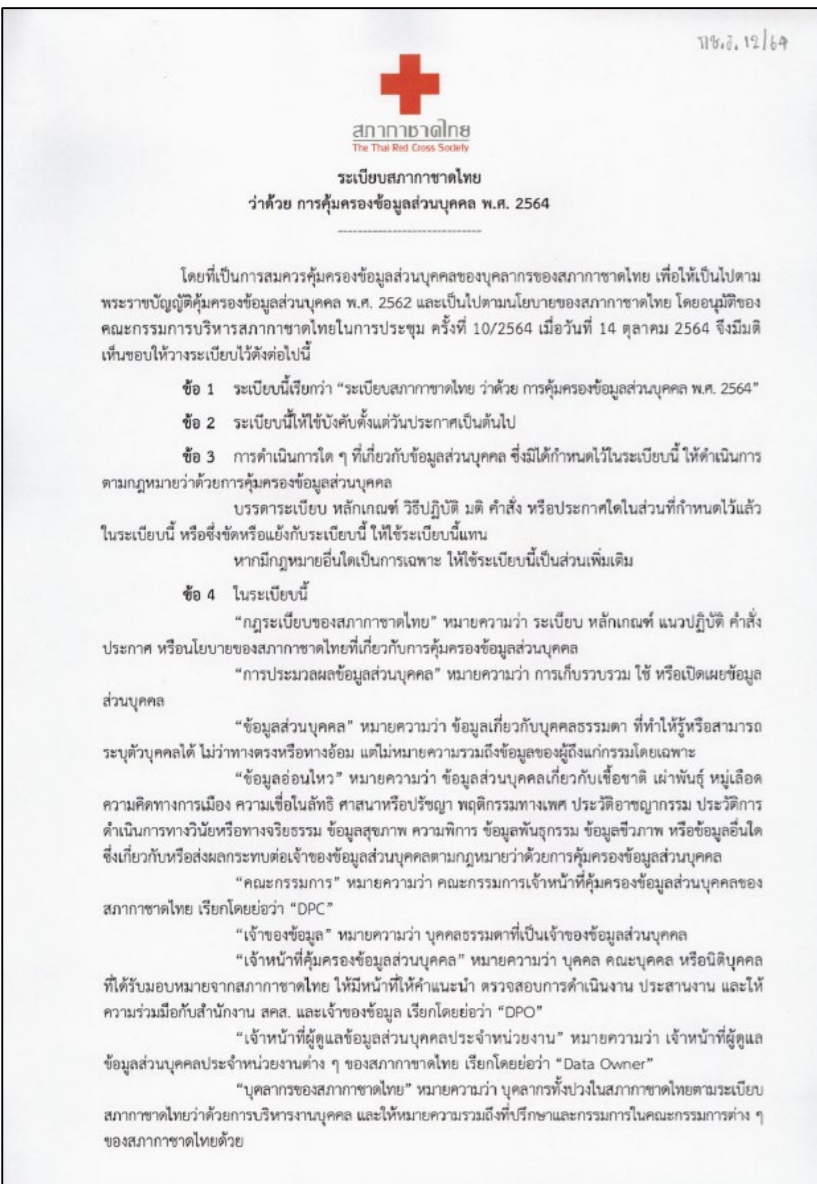 กช.ร. 12/64
สภากาชาดไทย
The Thai Red Cross Society
ระเบียบสภากาชาดไทย
ว่าด้วย การคุ้มครองข้อมูลส่วนบุคคล พ.ศ. 2564
-----------------------------
โดยที่เป็นการสมควรคุ้มครองข้อมูลส่วนบุคคลของบุคลากรของสภากาชาดไทย เพื่อให้เป็นไปตาม
พระราชบัญญัติคุ้มครองข้อมูลส่วนบุคคล พ.ศ. 2562 และเป็นไปตามนโยบายของสภากาชาดไทย โดยอนุมัติของ
คณะกรรมการบริหารสภากาชาดไทยในการประชุม ครั้งที่ 10/2564 เมื่อวันที่ 14 ตุลาคม 2564 จึงมีมติ
เห็นชอบให้วางระเบียบไว้ดังต่อไปนี้
ข้อ 1 ระเบียบนี้เรียกว่า “ระเบียบสภากาชาดไทย ว่าด้วย การคุ้มครองข้อมูลส่วนบุคคล พ.ศ. 2564”
ข้อ 2 ระเบียบนี้ให้ใช้บังคับตั้งแต่วันประกาศเป็นต้นไป
ข้อ 3 การดำเนินการใด ๆ ที่เกี่ยวกับข้อมูลส่วนบุคคล ซึ่งมิได้กำหนดไว้ในระเบียบนี้ ให้ดำเนินการ
ตามกฎหมายว่าด้วยการคุ้มครองข้อมูลส่วนบุคคล
บรรดาระเบียบ หลักเกณฑ์ วิธีปฏิบัติ มติ คำสั่ง หรือประกาศใดในส่วนที่กำหนดไว้แล้ว
ในระเบียบนี้ หรือซึ่งขัดหรือแย้งกับระเบียบนี้ ให้ใช้ระเบียบนี้แทน
หากมีกฎหมายอื่นใดเป็นการเฉพาะ ให้ใช้ระเบียบนี้เป็นส่วนเพิ่มเติม
ข้อ 4 ในระเบียบนี้
“กฎระเบียบของสภากาชาดไทย” หมายความว่า ระเบียบ หลักเกณฑ์ แนวปฏิบัติ คำสั่ง
ประกาศ หรือนโยบายของสภากาชาดไทยที่เกี่ยวกับการคุ้มครองข้อมูลส่วนบุคคล
“การประมวลผลข้อมูลส่วนบุคคล” หมายความว่า การเก็บรวบรวม ใช้ หรือเปิดเผยข้อมูล
ส่วนบุคคล
“ข้อมูลส่วนบุคคล” หมายความว่า ข้อมูลเกี่ยวกับบุคคลธรรมดา ที่ทำให้รู้หรือสามารถ
ระบุตัวบุคคลได้ ไม่ว่าทางตรงหรือทางอ้อม แต่ไม่หมายความรวมถึงข้อมูลของผู้ถึงแก่กรรมโดยเฉพาะ
“ข้อมูลอ่อนไหว” หมายความว่า ข้อมูลส่วนบุคคลเกี่ยวกับเชื้อชาติ เผ่าพันธุ์ หมู่เลือด
ความคิดทางการเมือง ความเชื่อในลัทธิ ศาสนาหรือปรัชญา พฤติกรรมทางเพศ ประวัติอาชญากรรม ประวัติการ
ดำเนินการทางวินัยหรือทางจริยธรรม ข้อมูลสุขภาพ ความพิการ ข้อมูลพันธุกรรม ข้อมูลชีวภาพ หรือข้อมูลอื่นใด
ซึ่งเกี่ยวกับหรือส่งผลกระทบต่อเจ้าของข้อมูลส่วนบุคคลตามกฎหมายว่าด้วยการคุ้มครองข้อมูลส่วนบุคคล
“คณะกรรมการ” หมายความว่า คณะกรรมการเจ้าหน้าที่คุ้มครองข้อมูลส่วนบุคคลของ
สภากาชาดไทย เรียกโดยย่อว่า “DPC”
“เจ้าของข้อมูล” หมายความว่า บุคคลธรรมดาที่เป็นเจ้าของข้อมูลส่วนบุคคล
“เจ้าหน้าที่คุ้มครองข้อมูลส่วนบุคคล” หมายความว่า บุคคล คณะบุคคล หรือนิติบุคคล
ที่ได้รับมอบหมายจากสภากาชาดไทย ให้มีหน้าที่ให้คำแนะนำ ตรวจสอบการดำเนินงาน ประสานงาน และให้
ความร่วมมือกับสำนักงาน สคส. และเจ้าของข้อมูล เรียกโดยย่อว่า “DPO”
“เจ้าหน้าที่ผู้ดูแลข้อมูลส่วนบุคคลประจำหน่วยงาน” หมายความว่า เจ้าหน้าที่ผู้ดูแล
ข้อมูลส่วนบุคคลประจำหน่วยงานต่าง ๆ ของสภากาชาดไทย เรียกโดยย่อว่า “Data Owner”
“บุคลากรของสภากาชาดไทย” หมายความว่า บุคลากรทั้งปวงในสภากาชาดไทยตามระเบียบ
สภากาชาดไทยว่าด้วยการบริหารงานบุคคล และให้หมายความรวมถึงที่ปรึกษาและกรรมการในคณะกรรมการต่าง ๆ
ของสภากาชาดไทยด้วย